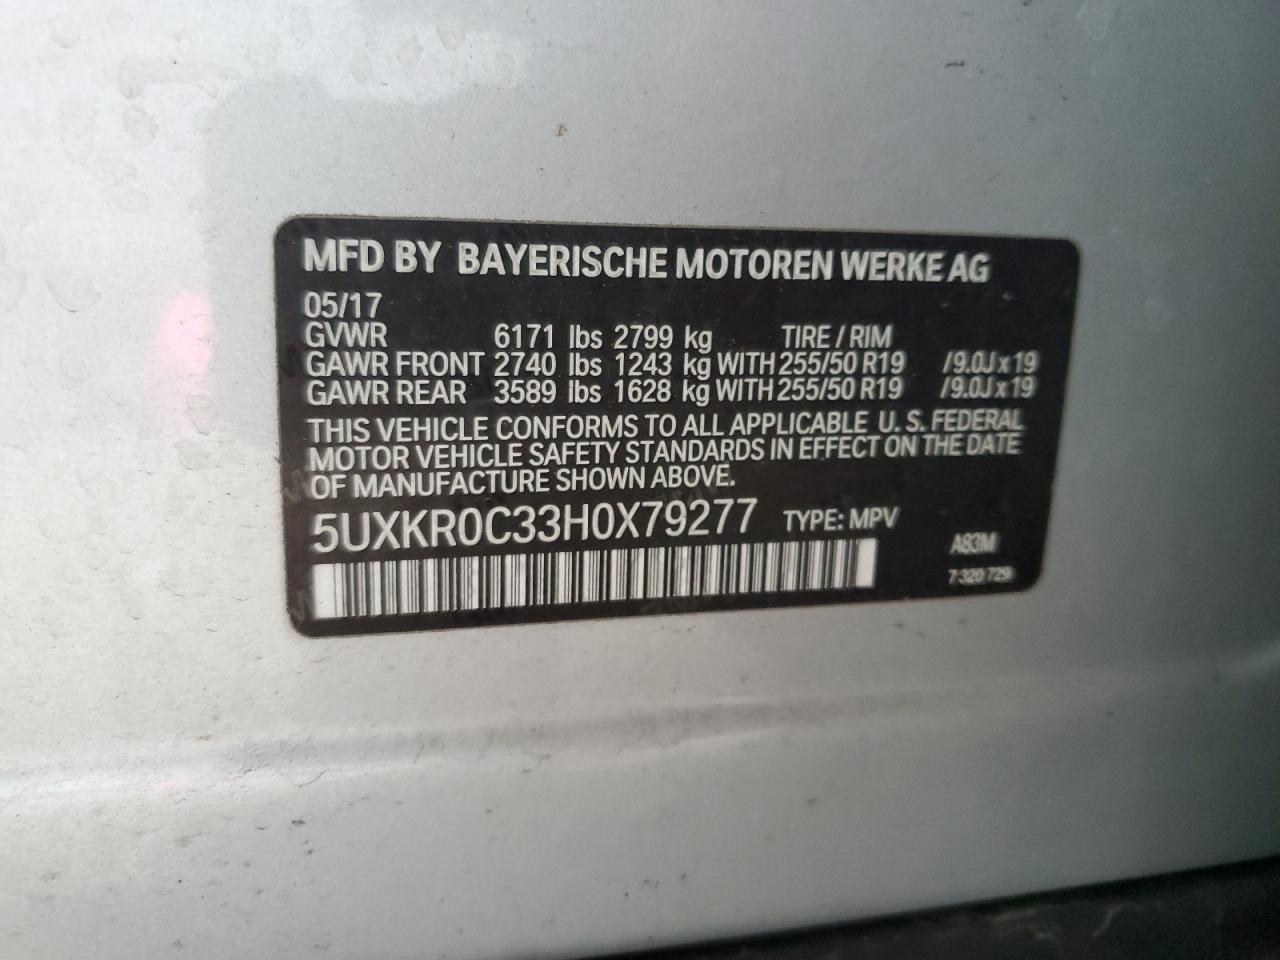 MFD BY BAYERISCHE MOTOREN WERKE AG
05/17
GVWR 6171 lbs 2799 kg TIRE / RIM
GAWR FRONT 2740 lbs 1243 kg WITH 255/50 R19 /9.0J x 19
GAWR REAR 3589 lbs 1628 kg WITH 255/50 R19 /9.0J x 19
THIS VEHICLE CONFORMS TO ALL APPLICABLE U.S. FEDERAL
MOTOR VEHICLE SAFETY STANDARDS IN EFFECT ON THE DATE
OF MANUFACTURE SHOWN ABOVE.
5UXKR0C33H0X79277 TYPE: MPV
A83M
7 320 729